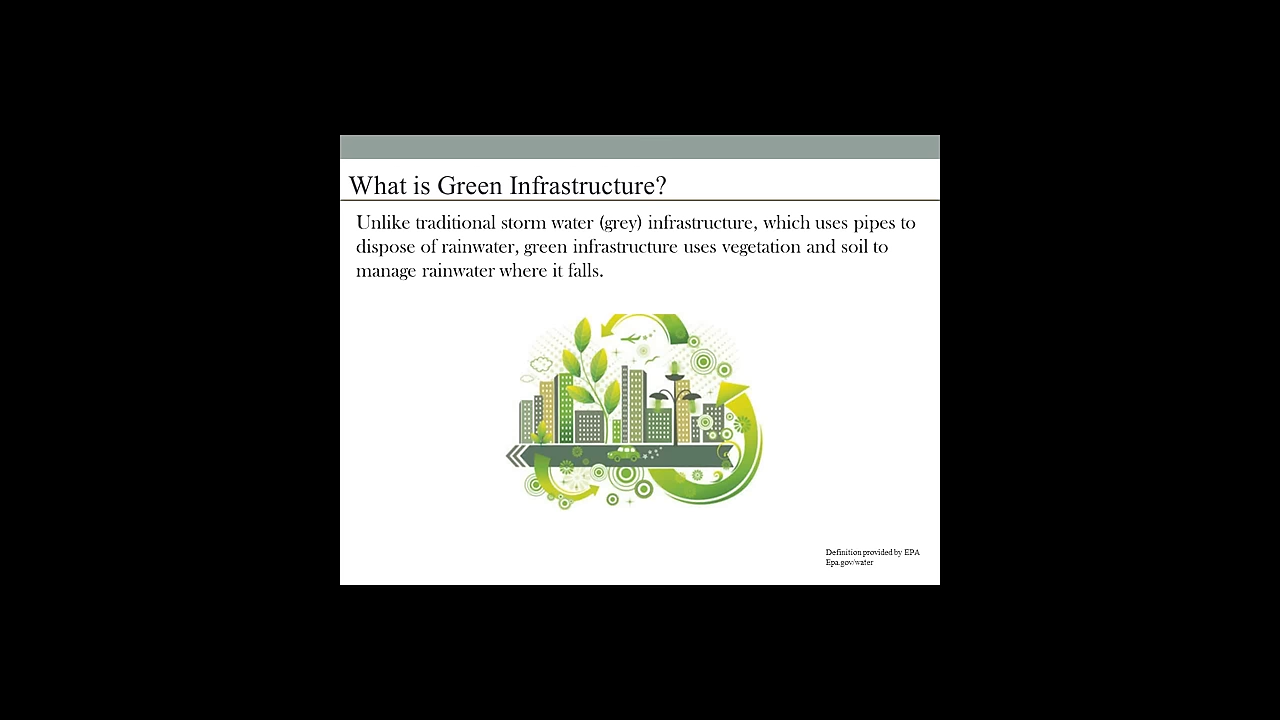 What is Green Infrastructure?
Unlike traditional storm water (grey) infrastructure, which uses pipes to
dispose of rainwater, green infrastructure uses vegetation and soil to
manage rainwater where it falls.
Definition provided by EPA
Epa.gov/water